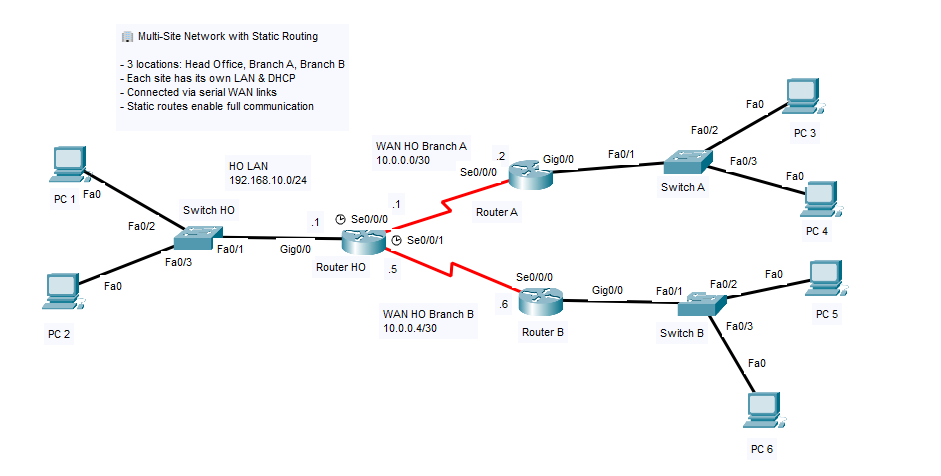 Multi-Site Network with Static Routing
- 3 locations: Head Office, Branch A, Branch B
- Each site has its own LAN & DHCP
- Connected via serial WAN links
- Static routes enable full communication
WAN HO Branch A
10.0.0.0/30
.2
Se0/0/0
Gig0/0
Router A
Fa0/1
Switch A
Fa0/2
Fa0
PC 3
Fa0/3
Fa0
PC 4
HO LAN
192.168.10.0/24
PC 1
Fa0
Fa0/2
Switch HO
Fa0/3
Fa0/1
Fa0
PC 2
Gig0/0
.1
Se0/0/0
.1
Se0/0/1
Router HO
.5
WAN HO Branch B
10.0.0.4/30
Se0/0/0
.6
Router B
Gig0/0
Fa0/1
Switch B
Fa0/2
Fa0
PC 5
Fa0/3
Fa0
PC 6